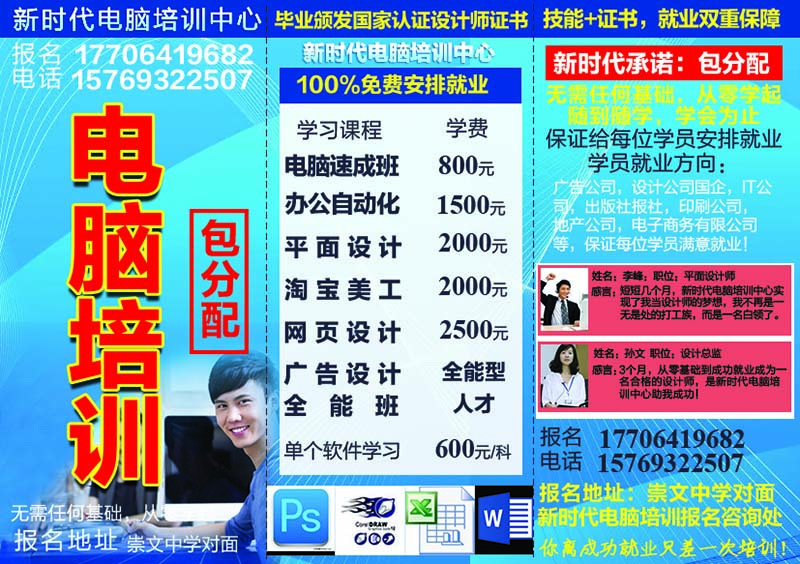 新时代电脑培训中心
报名 17706419682
电话 15769322507
电脑培训
包分配
无需任何基础，从零学
报名地址 崇文中学对面
毕业颁发国家认证设计师证书
新时代电脑培训中心
100%免费安排就业
学习课程 学费
电脑速成班 800元
办公自动化 1500元
平面设计 2000元
淘宝美工 2000元
网页设计 2500元
广告设计 全能型
全能班 人才
单个软件学习 600元/科
Ps
CorelDRAW
W
技能+证书，就业双重保障
新时代承诺：包分配
无需任何基础，从零学起
随到随学，学会为止
保证给每位学员安排就业
学员就业方向：
广告公司，设计公司国企，IT公
司，出版社报社，印刷公司，
地产公司，电子商务有限公司
等，保证每位学员满意就业！
姓名：李峰；职位：平面设计师
感言：短短几个月，新时代电脑培训中心实
现了我当设计师的梦想，我不再是一
无是处的打工族，而是一名白领了。
姓名：孙文 职位：设计总监
感言：3个月，从零基础到成功就业成为一
名合格的设计师，是新时代电脑培
训中心助我成功！
报名 17706419682
电话 15769322507
报名地址：崇文中学对面
新时代电脑培训报名咨询处
你离成功就业只差一次培训！